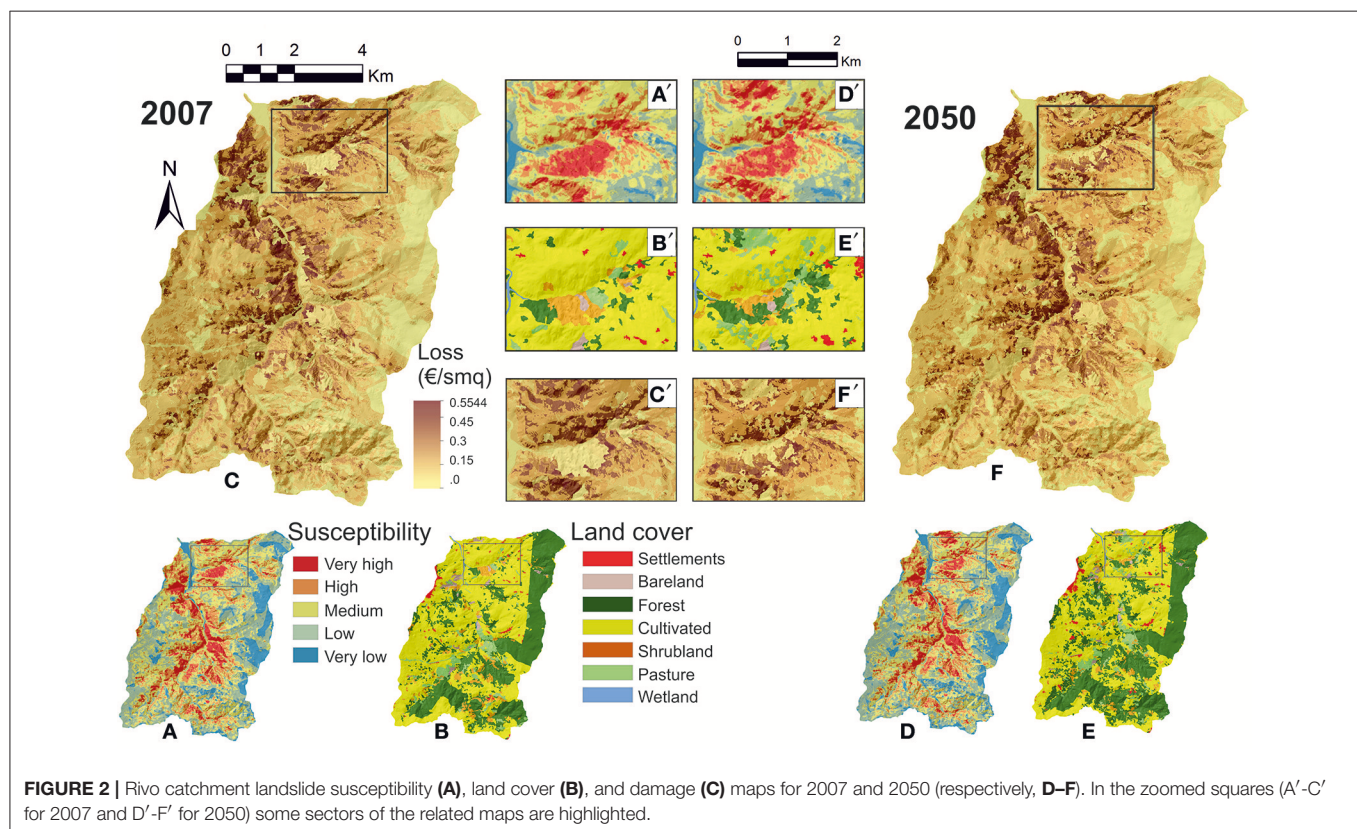 0 1 2 4
Km
0 1 2
Km
2007
A′
D′
2050
N
B′
E′
Loss
(€/smq)
0.5544
0.45
0.3
0.15
.0
C′
F′
C
F
Susceptibility
Very high
High
Medium
Low
Very low
Land cover
Settlements
Bareland
Forest
Cultivated
Shrubland
Pasture
Wetland
A
B
D
E
FIGURE 2 | Rivo catchment landslide susceptibility (A), land cover (B), and damage (C) maps for 2007 and 2050 (respectively, D–F). In the zoomed squares (A′-C′
for 2007 and D′-F′ for 2050) some sectors of the related maps are highlighted.